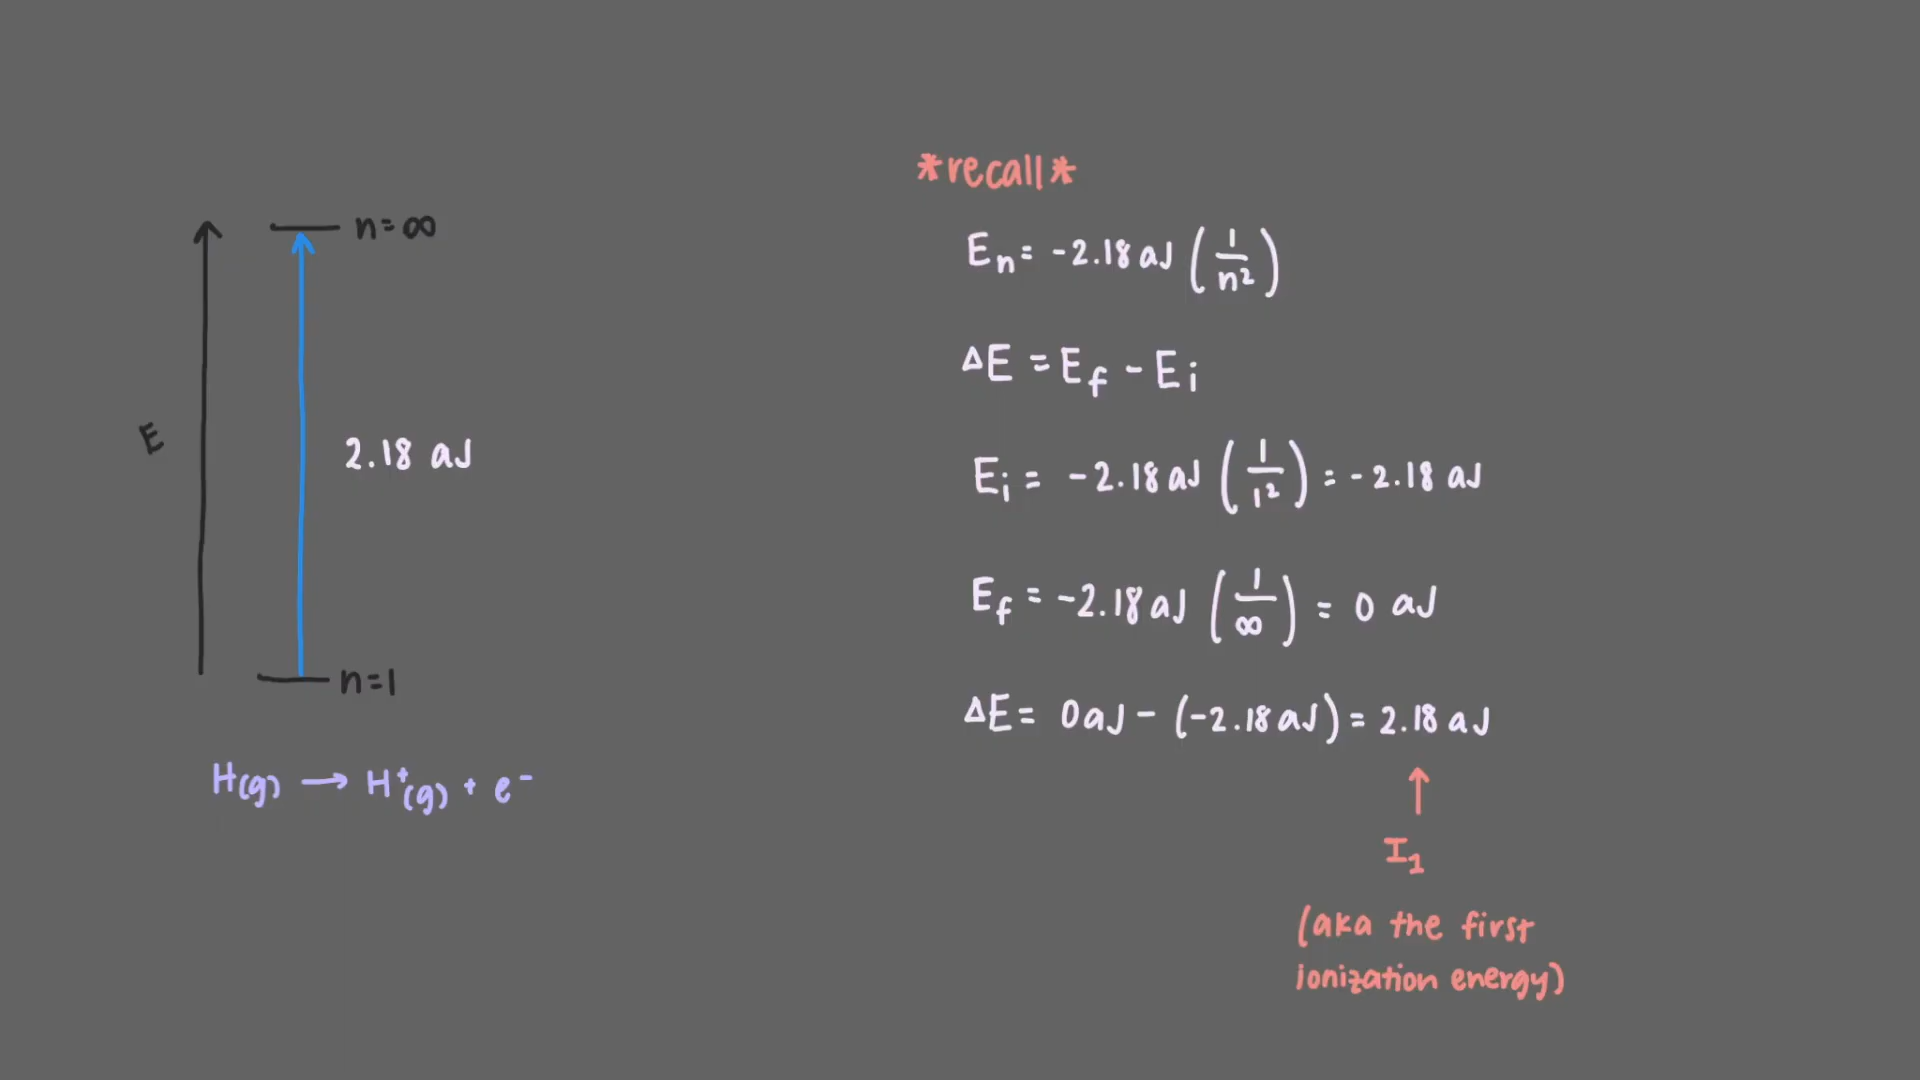 n=∞
E
2.18 aJ
n=1
H(g) → H⁺(g) + e⁻
*recall*
Eₙ = -2.18 aJ (1/n²)
ΔE = E_f - E_i
E_i = -2.18 aJ (1/1²) = -2.18 aJ
E_f = -2.18 aJ (1/∞) = 0 aJ
ΔE = 0 aJ - (-2.18 aJ) = 2.18 aJ
↑
I₁
(aka the first
ionization energy)